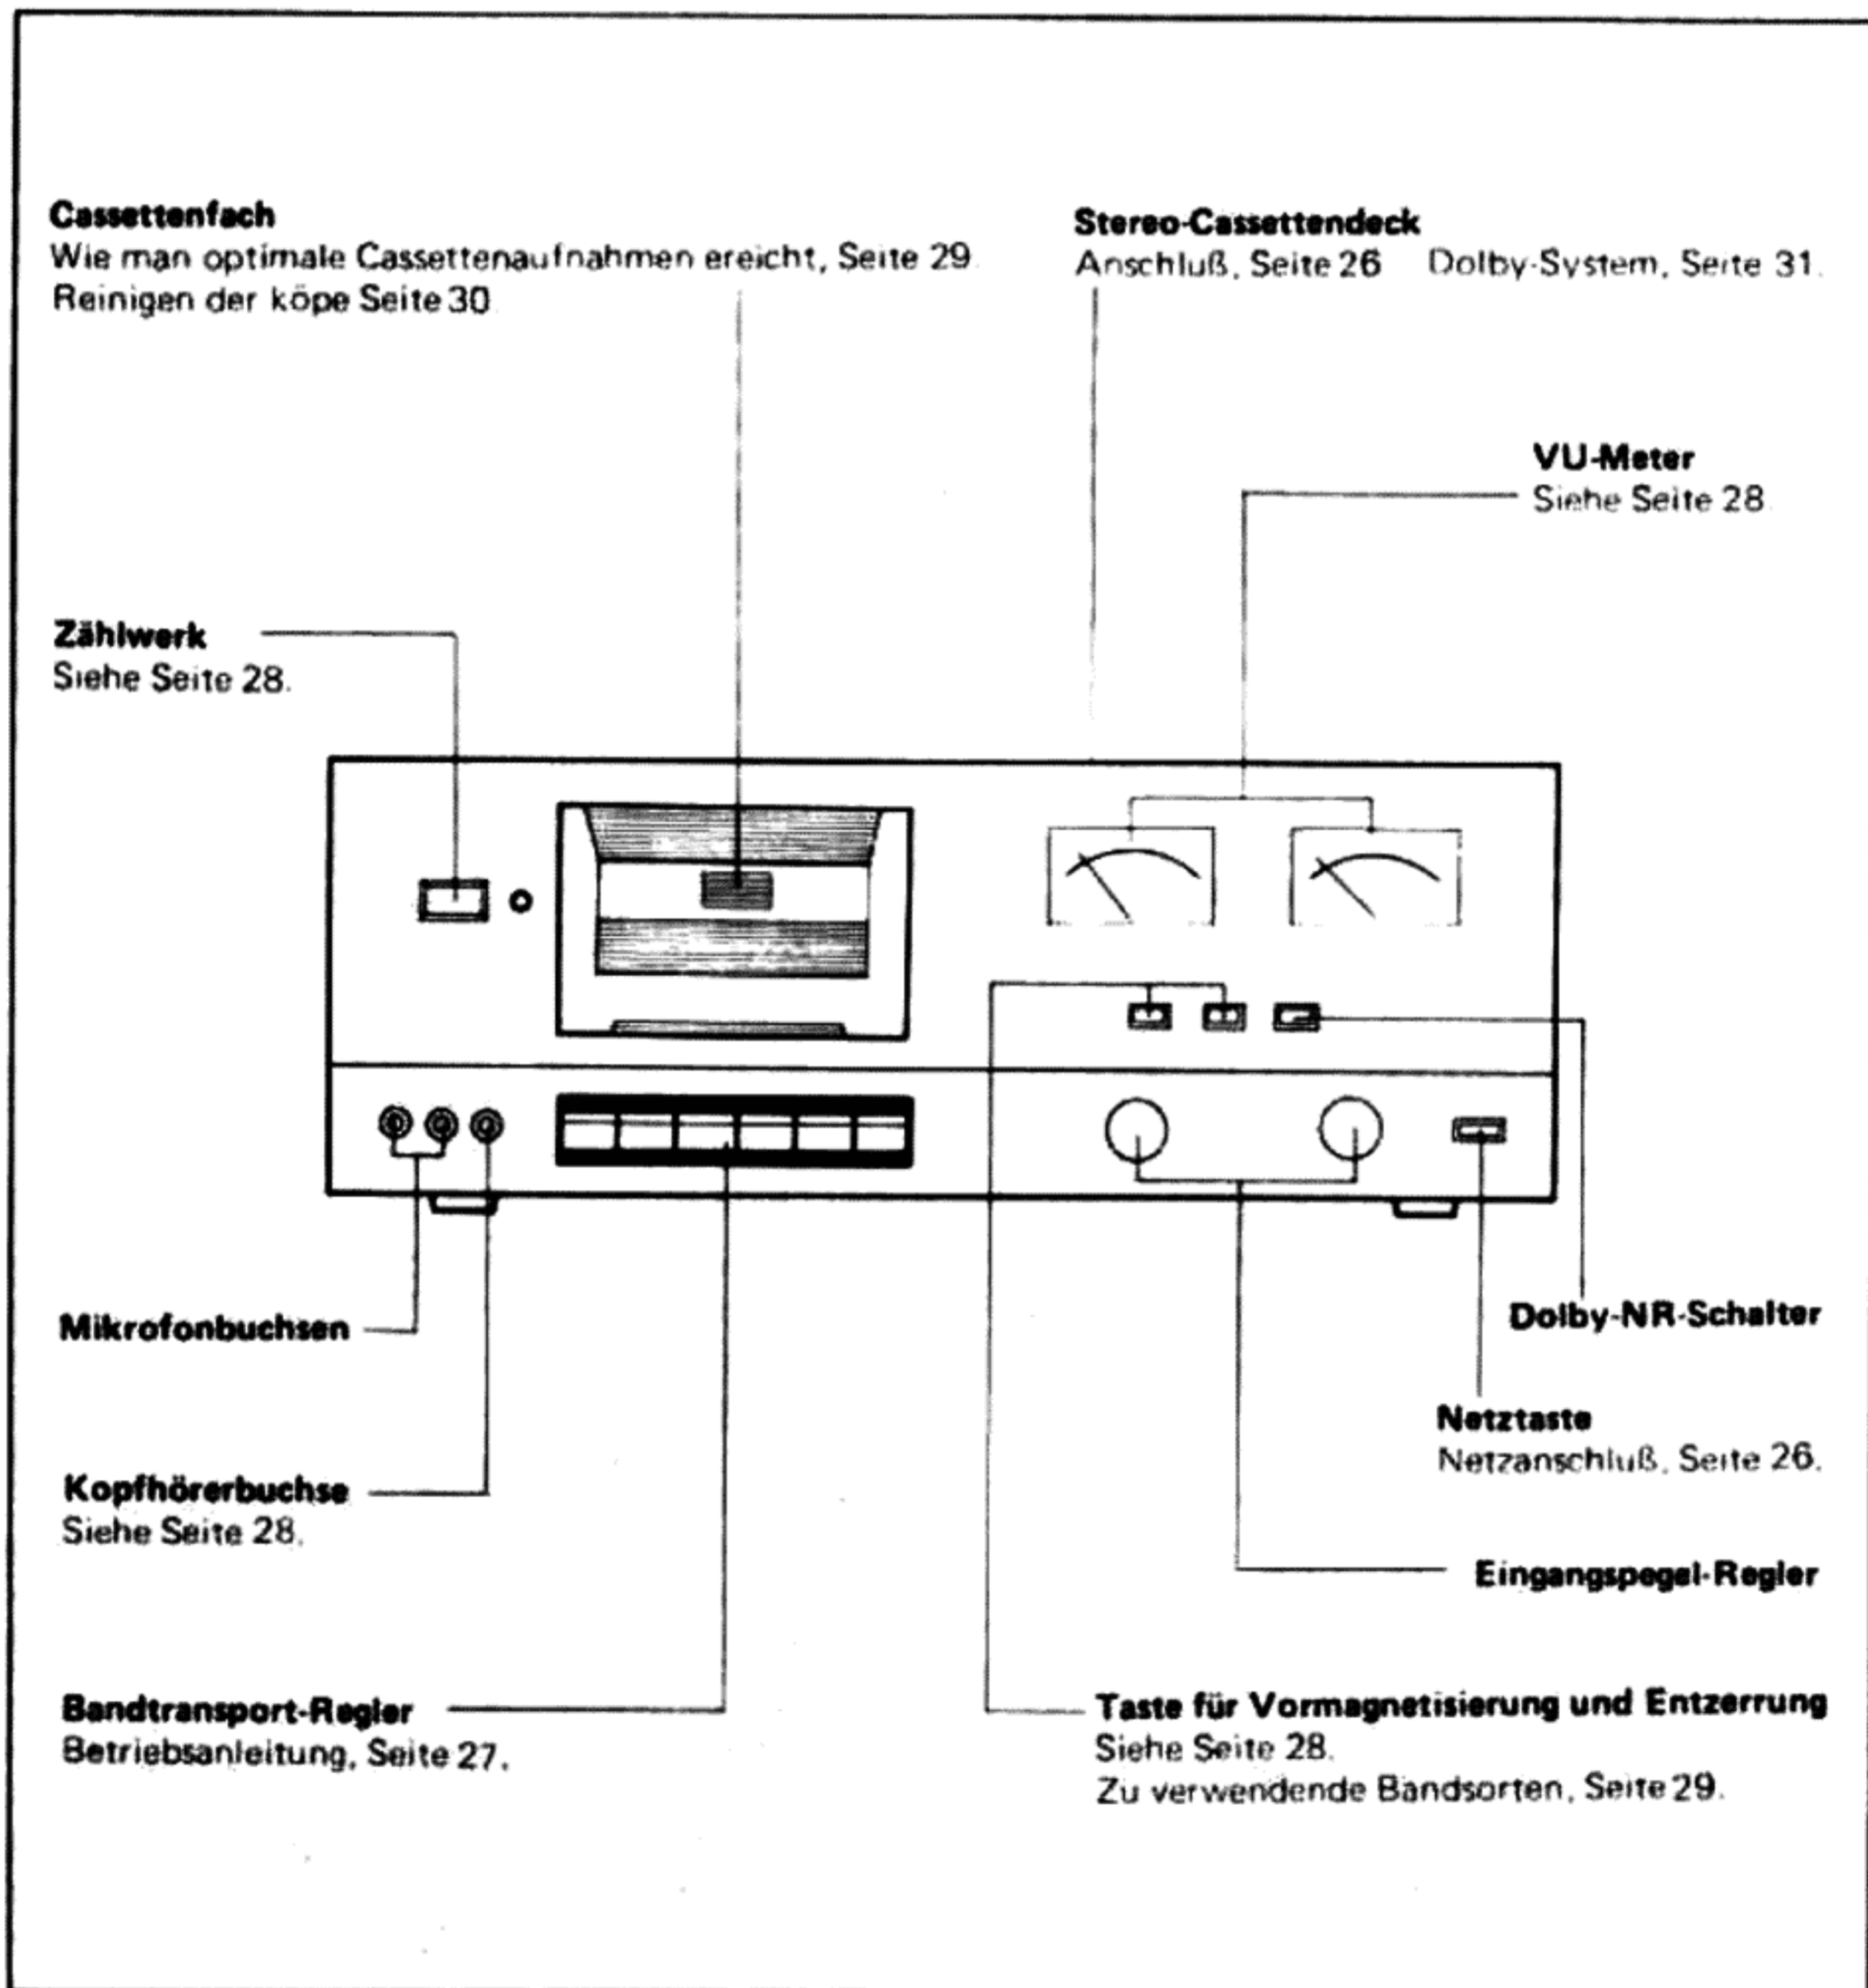 Cassettenfach
Wie man optimale Cassettenaufnahmen ereicht, Seite 29
Reinigen der köpe Seite 30
Stereo-Cassettendeck
Anschluß, Seite 26 Dolby-System, Seite 31.
VU-Meter
Siehe Seite 28
Zählwerk
Siehe Seite 28.
Mikrofonbuchsen
Dolby-NR-Schalter
Netztaste
Netzanschluß, Seite 26.
Kopfhörerbuchse
Siehe Seite 28.
Eingangspegel-Regler
Bandtransport-Regler
Betriebsanleitung, Seite 27.
Taste für Vormagnetisierung und Entzerrung
Siehe Seite 28.
Zu verwendende Bandsorten, Seite 29.